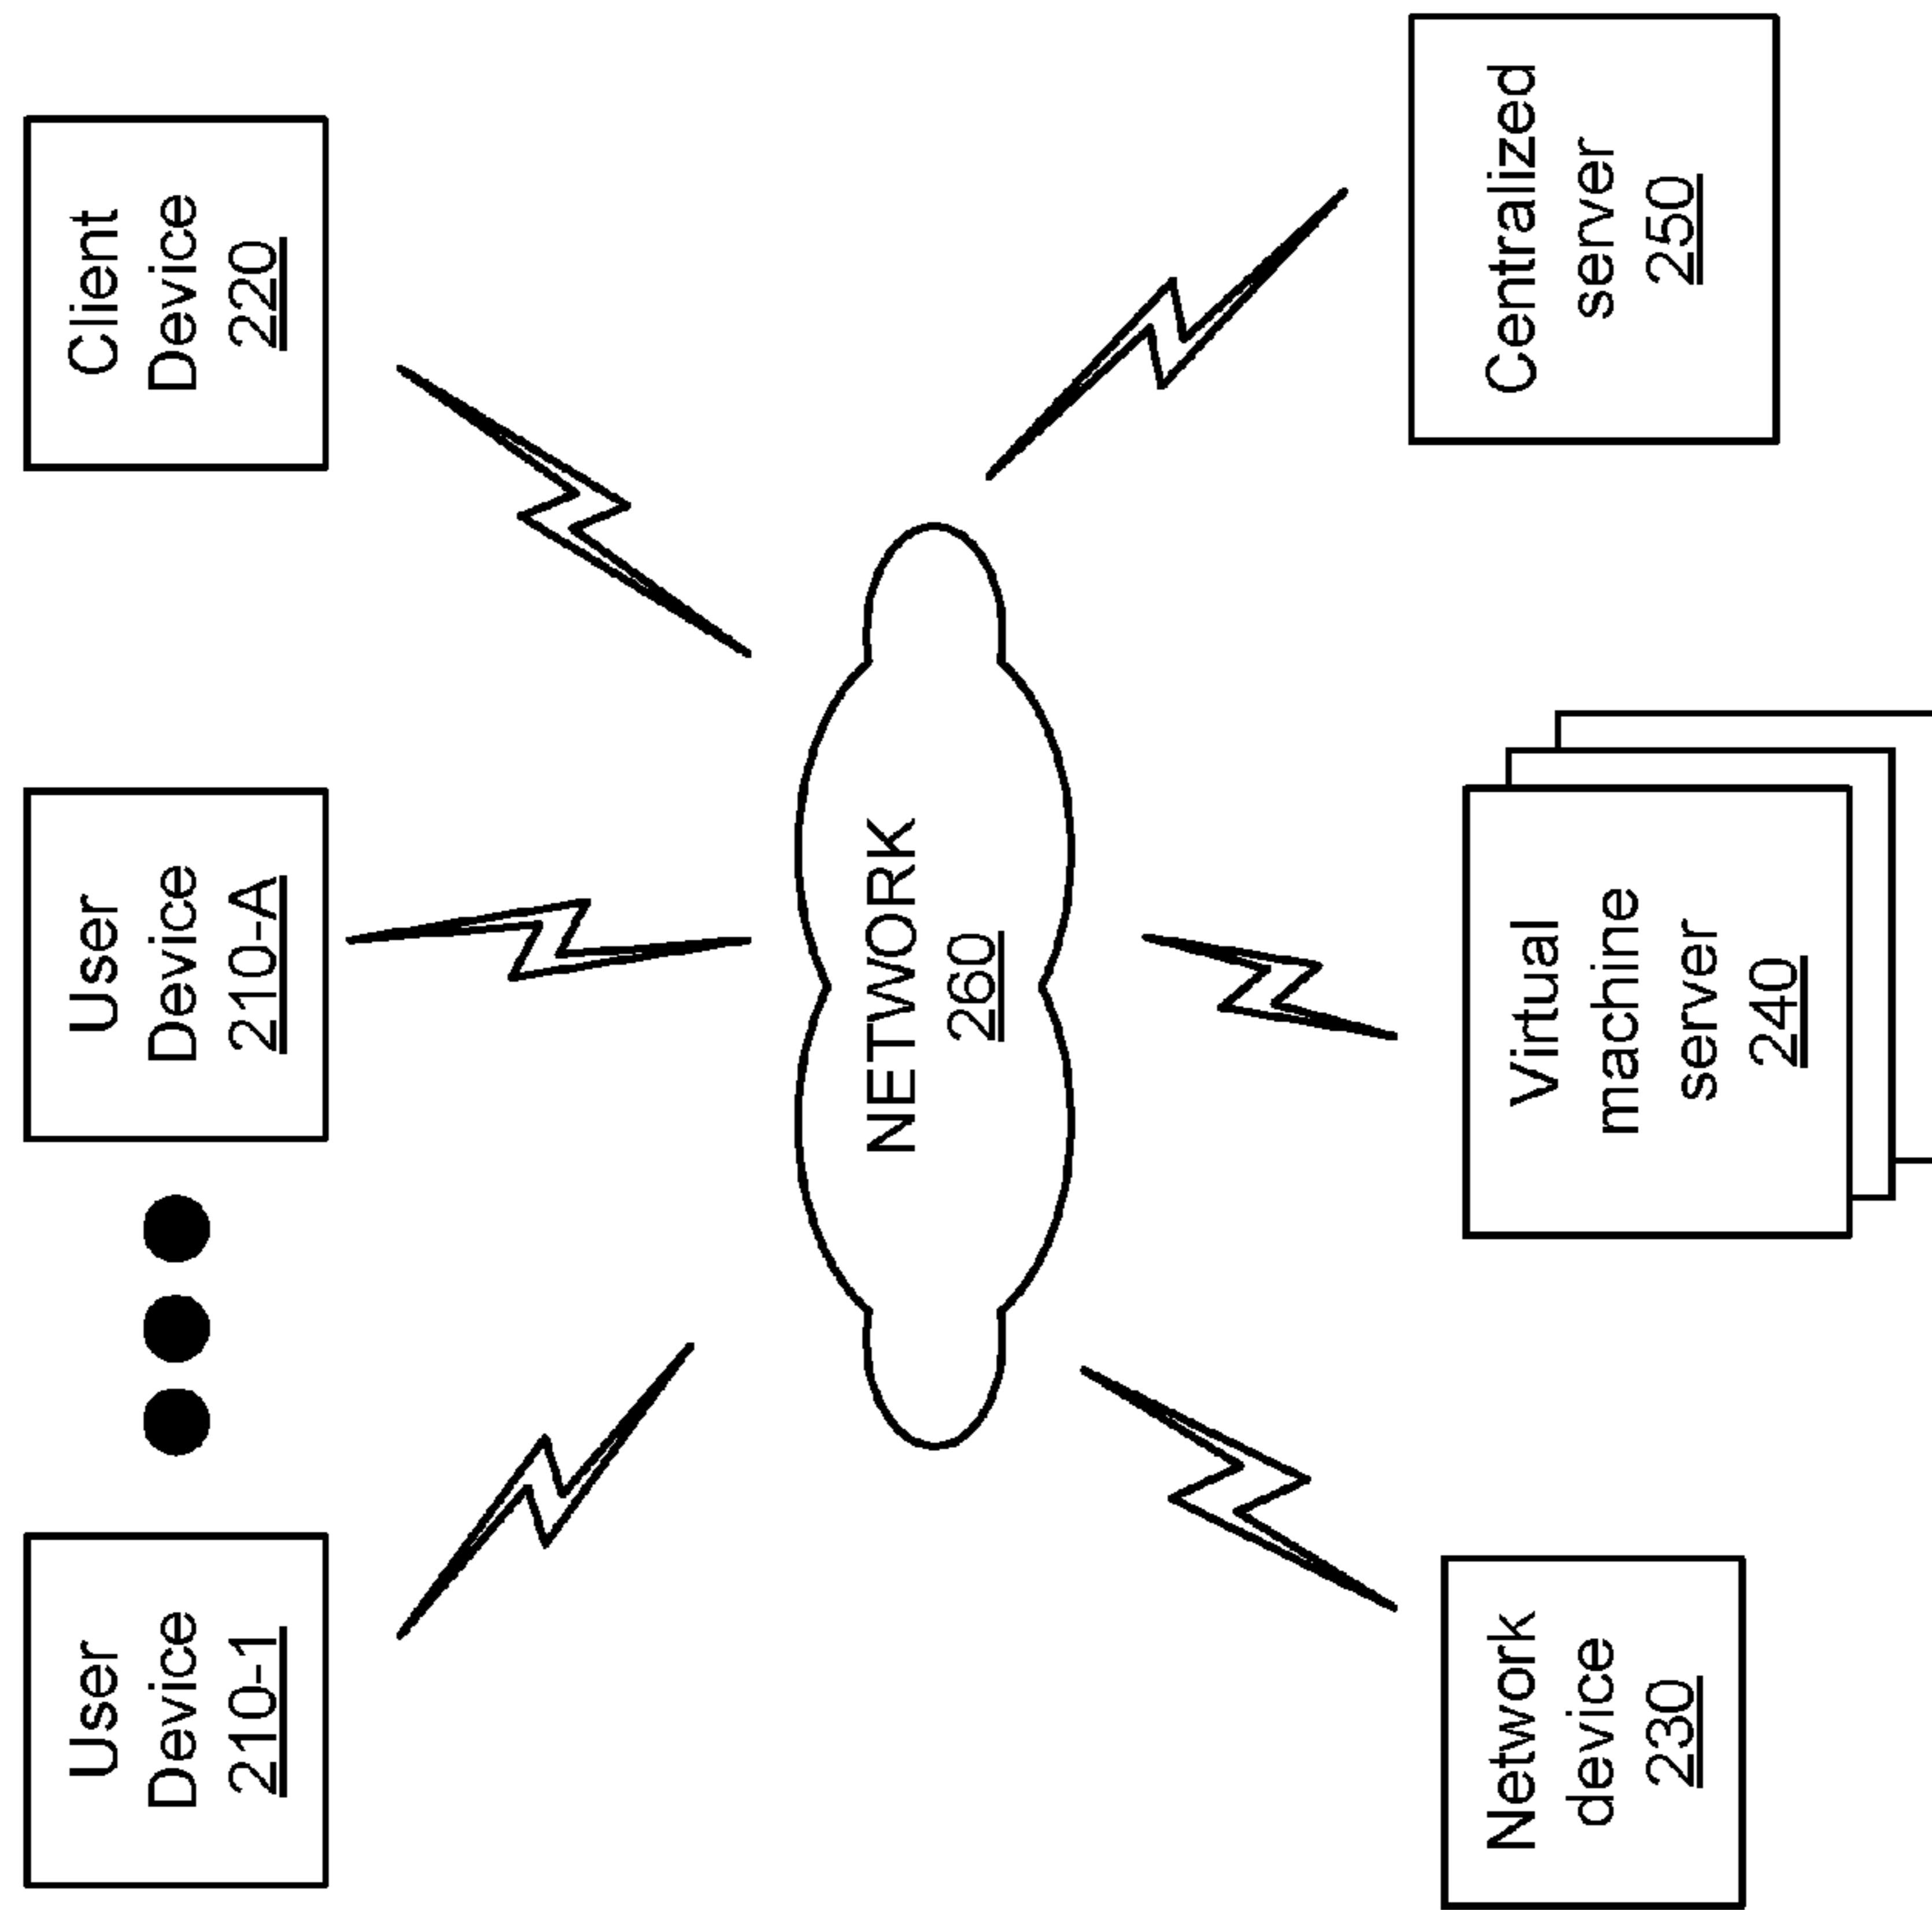 User
Device
210-1
User
Device
210-A
Client
Device
220
NETWORK
260
Network
device
230
Virtual
machine
server
240
Centralized
server
250